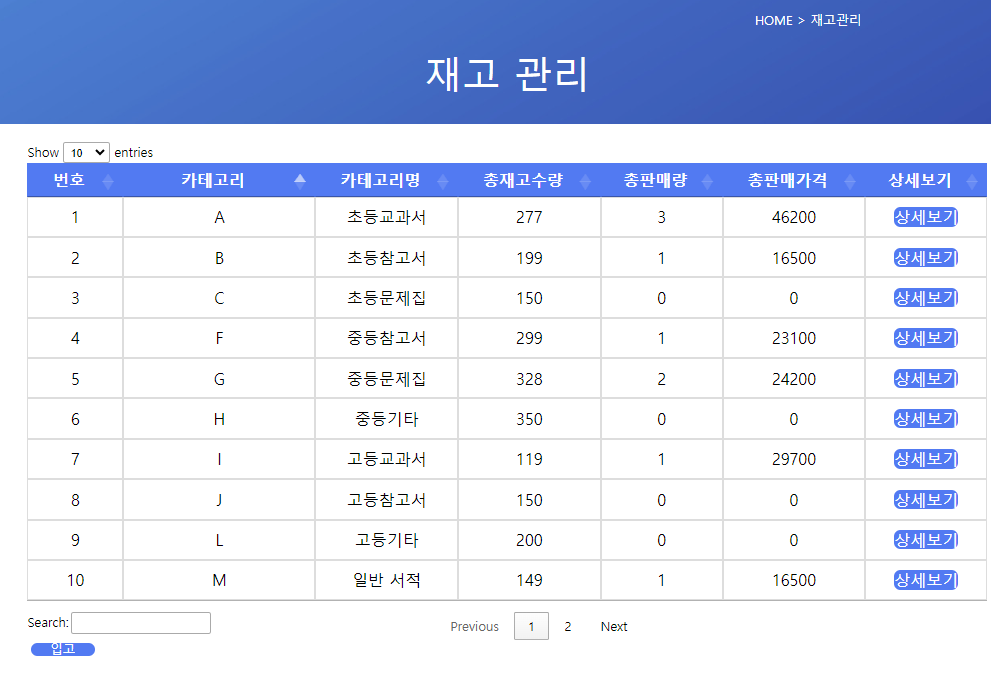 HOME > 재고관리
재고 관리
Show 10 entries
번호 카테고리 카테고리명 총재고수량 총판매량 총판매가격 상세보기
1 A 초등교과서 277 3 46200 상세보기
2 B 초등참고서 199 1 16500 상세보기
3 C 초등문제집 150 0 0 상세보기
4 F 중등참고서 299 1 23100 상세보기
5 G 중등문제집 328 2 24200 상세보기
6 H 중등기타 350 0 0 상세보기
7 I 고등교과서 119 1 29700 상세보기
8 J 고등참고서 150 0 0 상세보기
9 L 고등기타 200 0 0 상세보기
10 M 일반 서적 149 1 16500 상세보기
Search: Previous 1 2 Next
입고